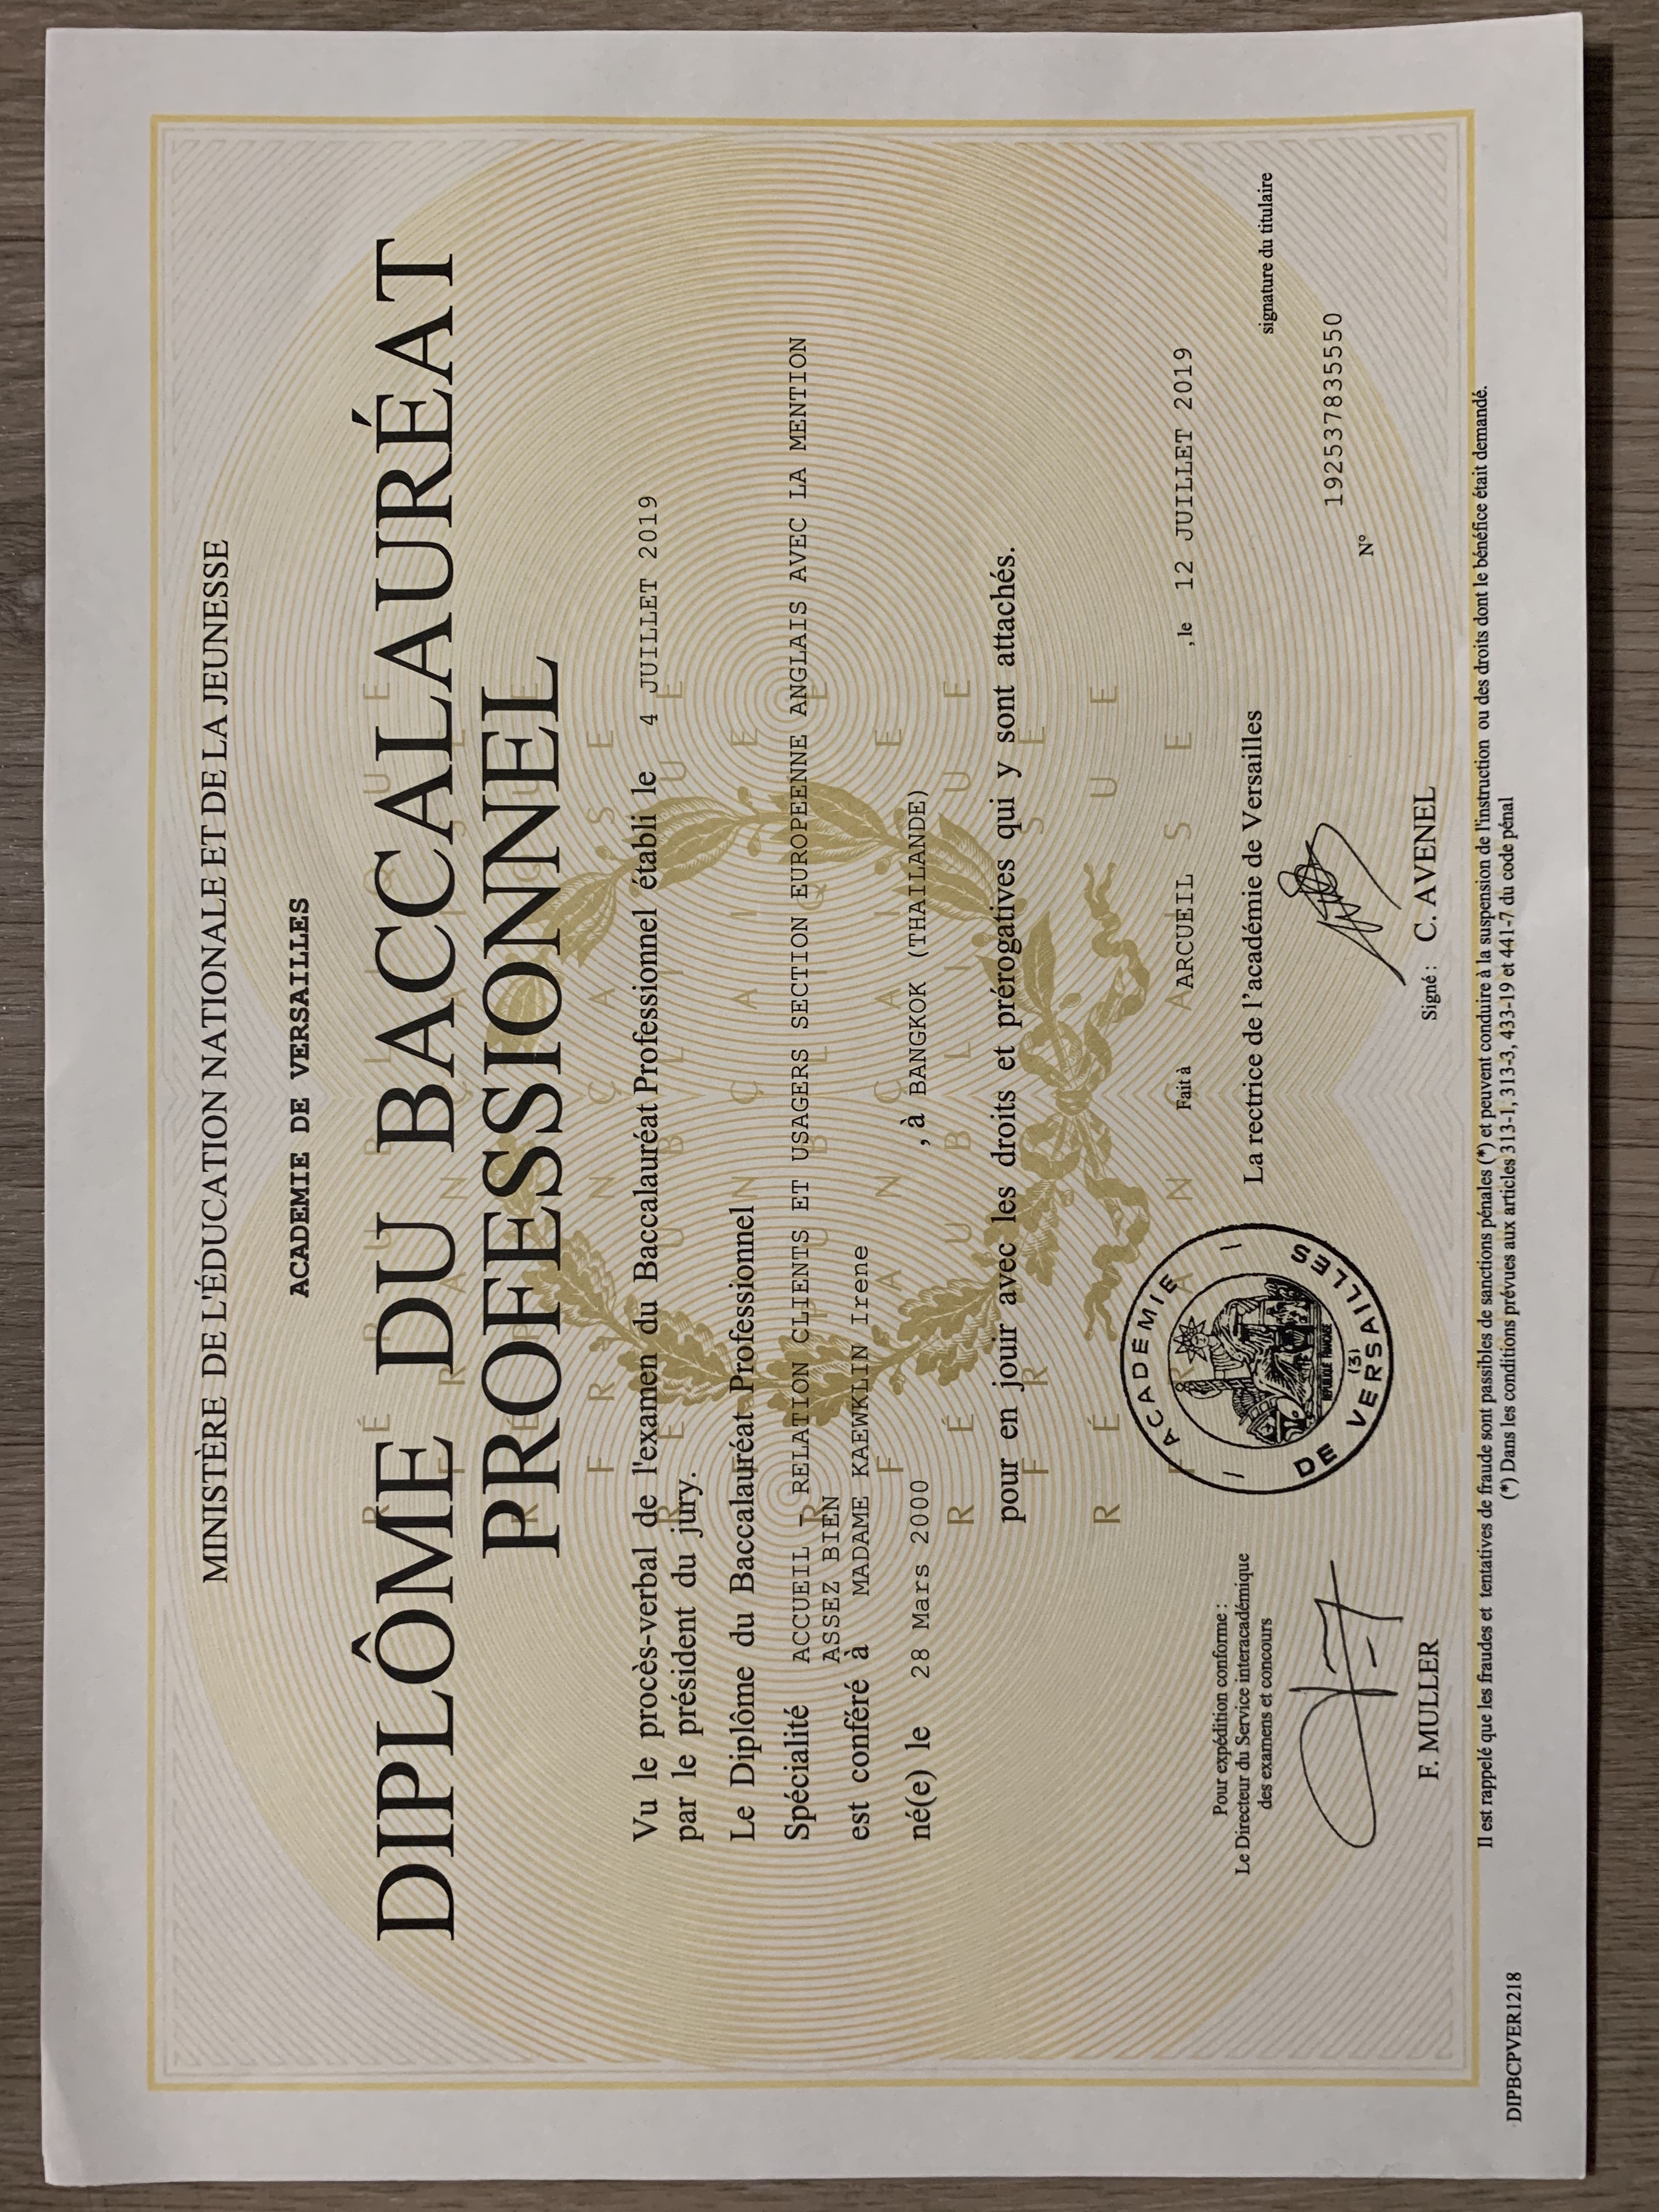 MINISTÈRE DE L'ÉDUCATION NATIONALE ET DE LA JEUNESSE
ACADEMIE DE VERSAILLES
DIPLÔME DU BACCALAURÉAT
PROFESSIONNEL
Vu le procès-verbal de l'examen du Baccalauréat Professionnel établi le 4 JUILLET 2019
par le président du jury.
Le Diplôme du Baccalauréat Professionnel
Spécialité ACCUEIL - RELATION CLIENTS ET USAGERS SECTION EUROPEENNE ANGLAIS AVEC LA MENTION
ASSEZ BIEN
est conféré à MADAME KAEWKLIN Irene
né(e) le 28 Mars 2000 , à BANGKOK (THAILANDE)
pour en jouir avec les droits et prérogatives qui y sont attachés.
Fait à ARCUEIL , le 12 JUILLET 2019
Pour expédition conforme :
Le Directeur du Service interacadémique
des examens et concours
F. MULLER
ACADÉMIE
DE VERSAILLES
(3)
RÉPUBLIQUE FRANÇAISE
La rectrice de l'académie de Versailles
Signé : C. AVENEL
signature du titulaire
N° 192537835550
Il est rappelé que les fraudes et tentatives de fraude sont passibles de sanctions pénales (*) et peuvent conduire à la suspension de l'instruction ou des droits dont le bénéfice était demandé.
(*) Dans les conditions prévues aux articles 313-1, 313-3, 433-19 et 441-7 du code pénal
DIPBCPVER1218